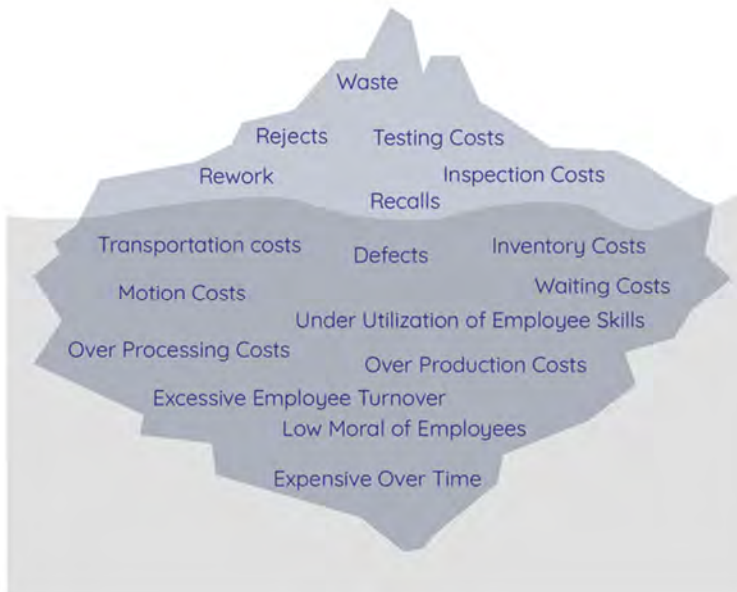 Waste
Rejects
Testing Costs
Rework
Inspection Costs
Recalls
Transportation costs
Defects
Inventory Costs
Motion Costs
Waiting Costs
Under Utilization of Employee Skills
Over Processing Costs
Over Production Costs
Excessive Employee Turnover
Low Moral of Employees
Expensive Over Time